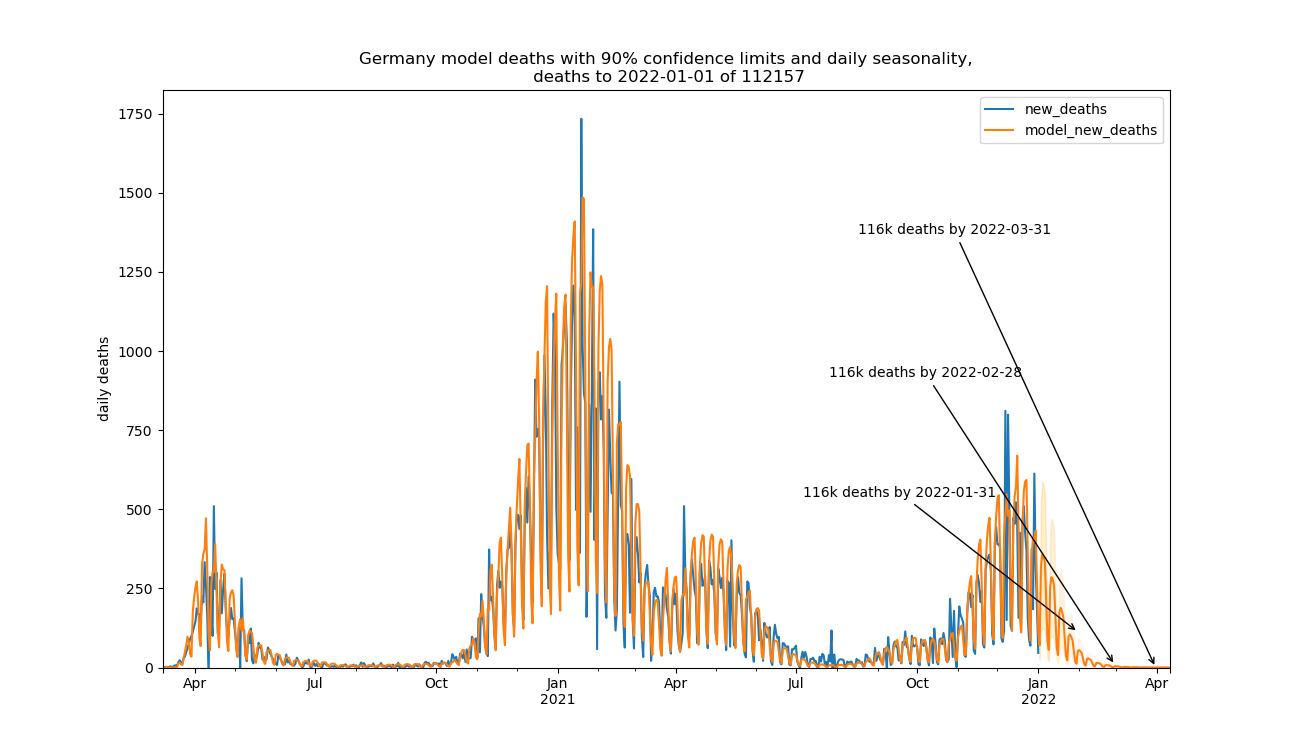 Germany model deaths with 90% confidence limits and daily seasonality,
deaths to 2022-01-01 of 112157
new_deaths
model_new_deaths
daily deaths
1750
1500
1250
1000
750
500
250
0
116k deaths by 2022-03-31
116k deaths by 2022-02-28
116k deaths by 2022-01-31
Apr Jul Oct Jan Apr Jul Oct Jan Apr
2021 2022